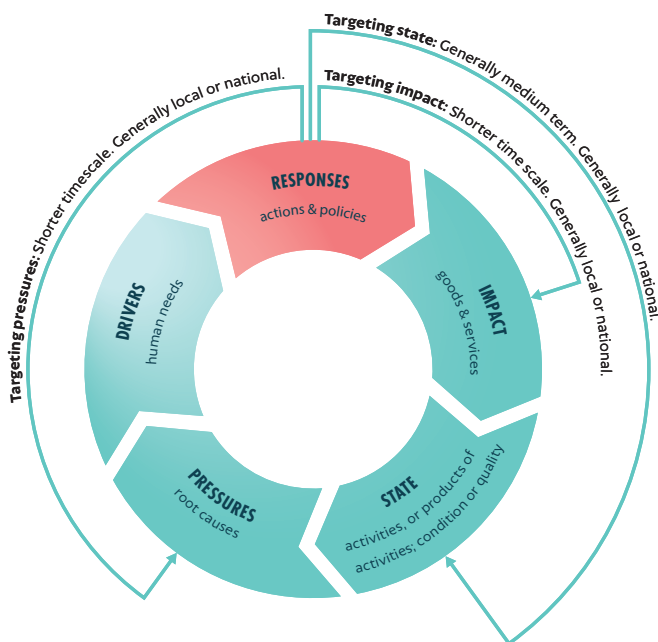 Targeting state: Generally medium term. Generally local or national.
Targeting impact: Shorter time scale. Generally local or national.
Targeting pressures: Shorter timescale. Generally local or national.
RESPONSES
actions & policies
IMPACT
goods & services
STATE
activities, or products of
activities; condition or quality
PRESSURES
root causes
DRIVERS
human needs